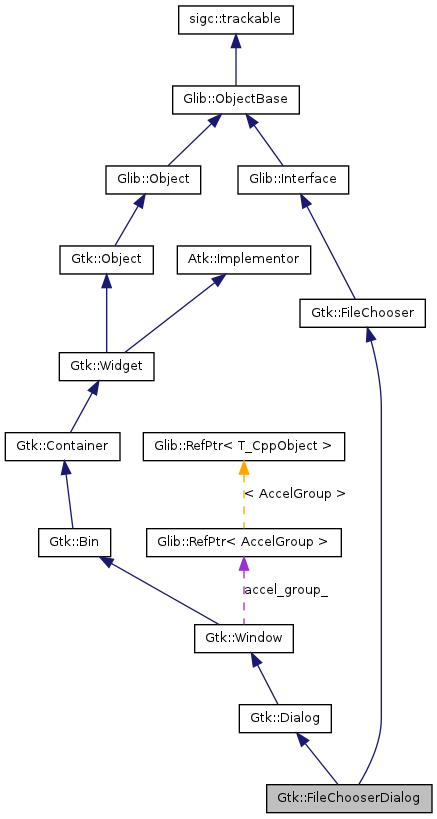 sigc::trackable
Glib::ObjectBase
Glib::Object
Glib::Interface
Gtk::Object
Atk::Implementor
Gtk::FileChooser
Gtk::Widget
Gtk::Container
Glib::RefPtr< T_CppObject >
< AccelGroup >
Gtk::Bin
Glib::RefPtr< AccelGroup >
accel_group_
Gtk::Window
Gtk::Dialog
Gtk::FileChooserDialog